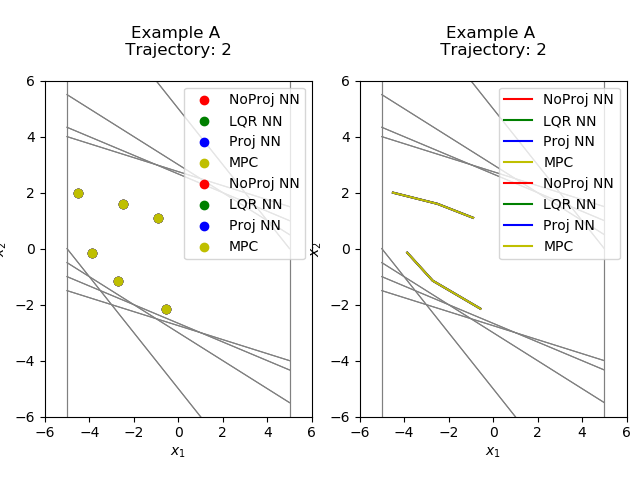 Example A
Trajectory: 2
6
4
2
0
−2
−4
−6
−6
−4
−2
0
2
4
6
x₁
x₂
NoProj NN
LQR NN
Proj NN
MPC
NoProj NN
LQR NN
Proj NN
MPC
Example A
Trajectory: 2
6
4
2
0
−2
−4
−6
−6
−4
−2
0
2
4
6
x₁
x₂
NoProj NN
LQR NN
Proj NN
MPC
NoProj NN
LQR NN
Proj NN
MPC